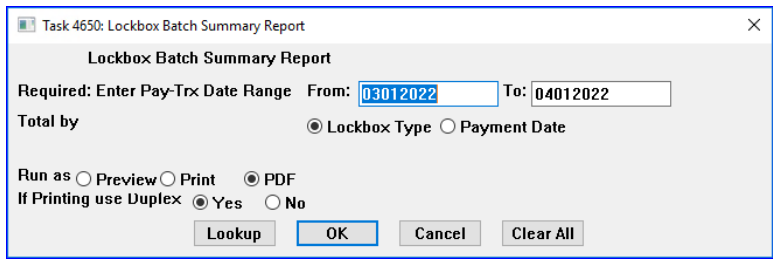 Task 4650: Lockbox Batch Summary Report
Lockbox Batch Summary Report
Required: Enter Pay-Trx Date Range From: 03012022 To: 04012022
Total by Lockbox Type Payment Date
Run as Preview Print PDF
If Printing use Duplex Yes No
Lookup OK Cancel Clear All